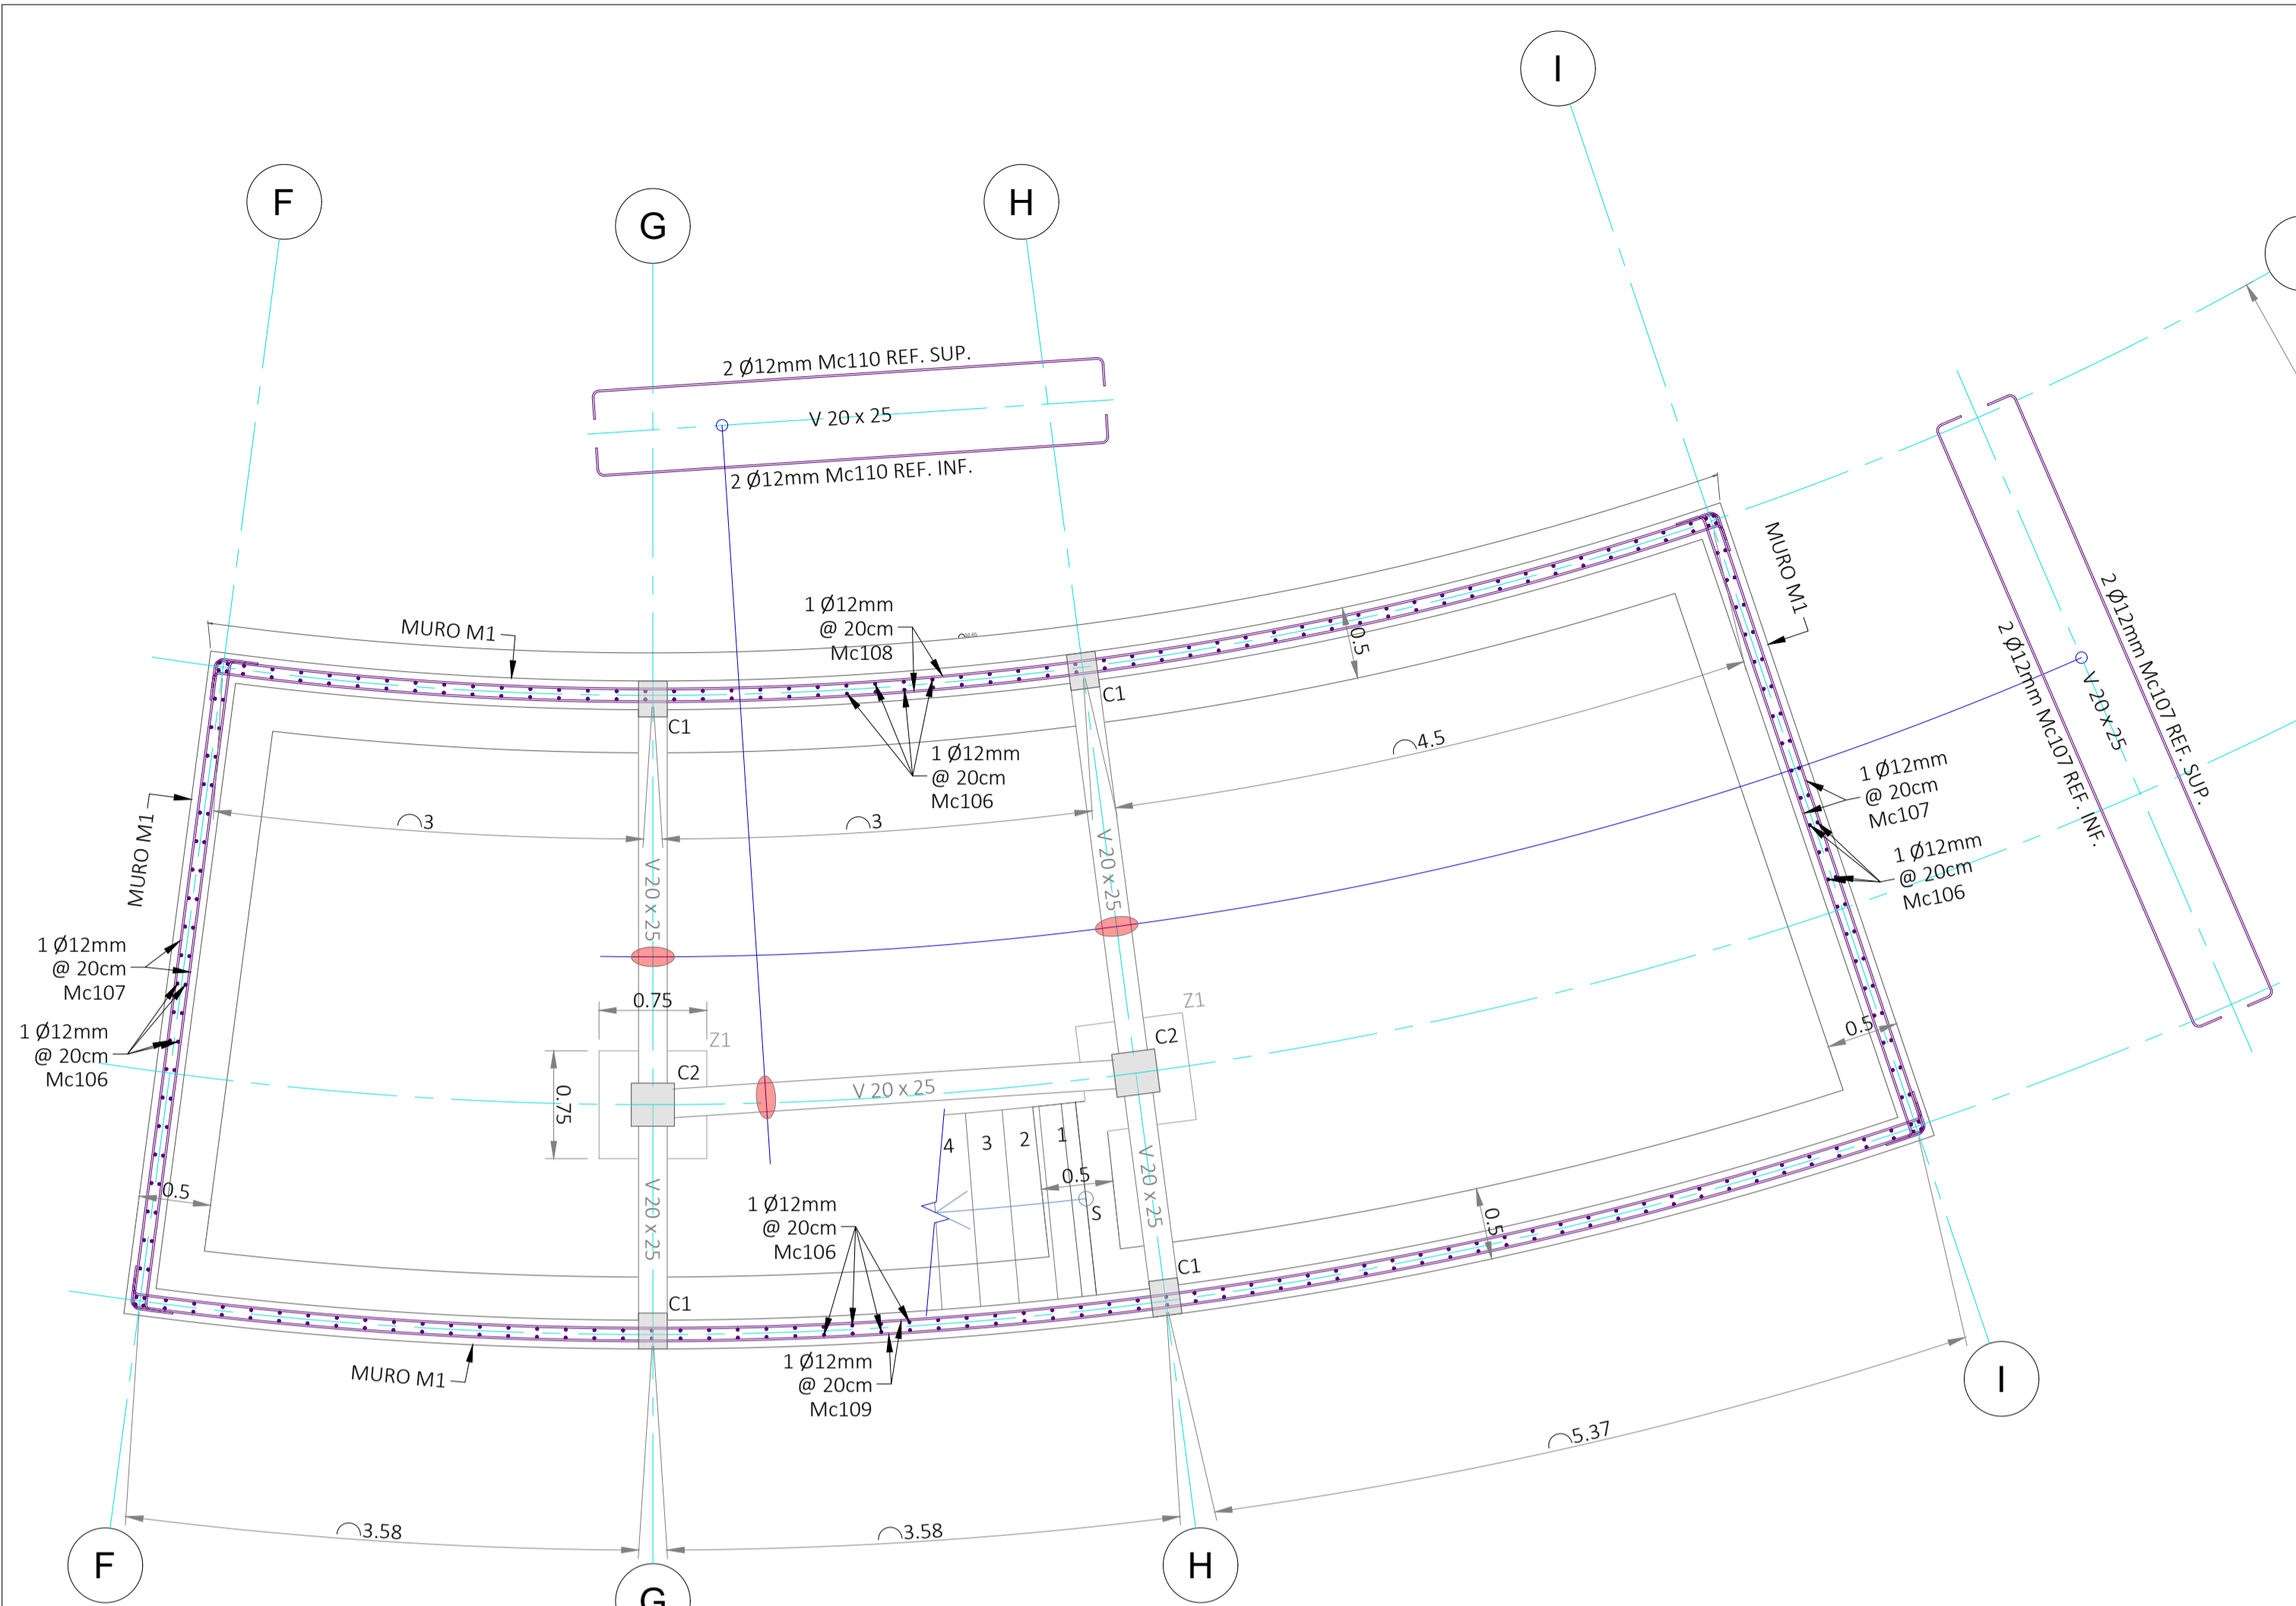 I
F
G
H
2 Ø12mm Mc110 REF. SUP.
V 20 x 25
2 Ø12mm Mc110 REF. INF.
MURO M1
1 Ø12mm
@ 20cm
Mc108
C1
C1
0.5
MURO M1
1 Ø12mm
@ 20cm
Mc106
3
3
4.5
MURO M1
V 20 x 25
V 20 x 25
2 Ø12mm Mc107 REF. SUP.
V 20 x 25
2 Ø12mm Mc107 REF. INF.
1 Ø12mm
@ 20cm
Mc107
1 Ø12mm
@ 20cm
Mc106
1 Ø12mm
@ 20cm
Mc107
1 Ø12mm
@ 20cm
Mc106
0.75
Z1
Z1
C2
C2
0.75
V 20 x 25
4
3
2
1
0.5
S
0.5
0.5
0.5
V 20 x 25
V 20 x 25
1 Ø12mm
@ 20cm
Mc106
C1
C1
MURO M1
1 Ø12mm
@ 20cm
Mc109
I
3.58
3.58
5.37
F
G
H